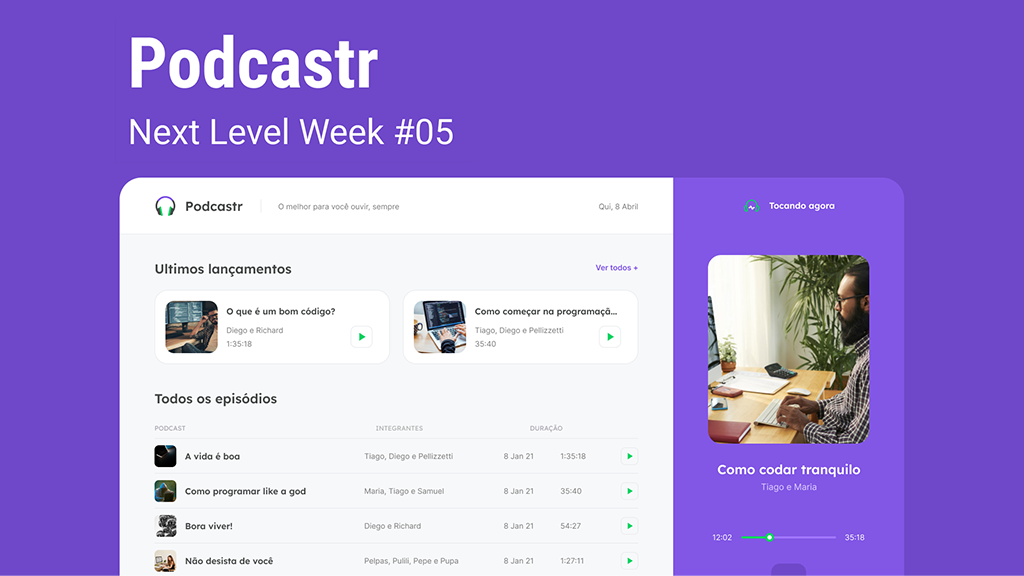 Podcastr
Next Level Week #05
Podcastr
O melhor para você ouvir, sempre
Qui, 8 Abril
Ultimos lançamentos
Ver todos +
O que é um bom código?
Diego e Richard
1:35:18
Como começar na programaçã...
Tiago, Diego e Pellizzetti
35:40
Todos os episódios
PODCAST INTEGRANTES DURAÇÃO
A vida é boa Tiago, Diego e Pellizzetti 8 Jan 21 1:35:18
Como programar like a god Maria, Tiago e Samuel 8 Jan 21 35:40
Bora viver! Diego e Richard 8 Jan 21 54:27
Não desista de você Pelpas, Pulili, Pepe e Pupa 8 Jan 21 1:27:11
Tocando agora
Como codar tranquilo
Tiago e Maria
12:02 35:18